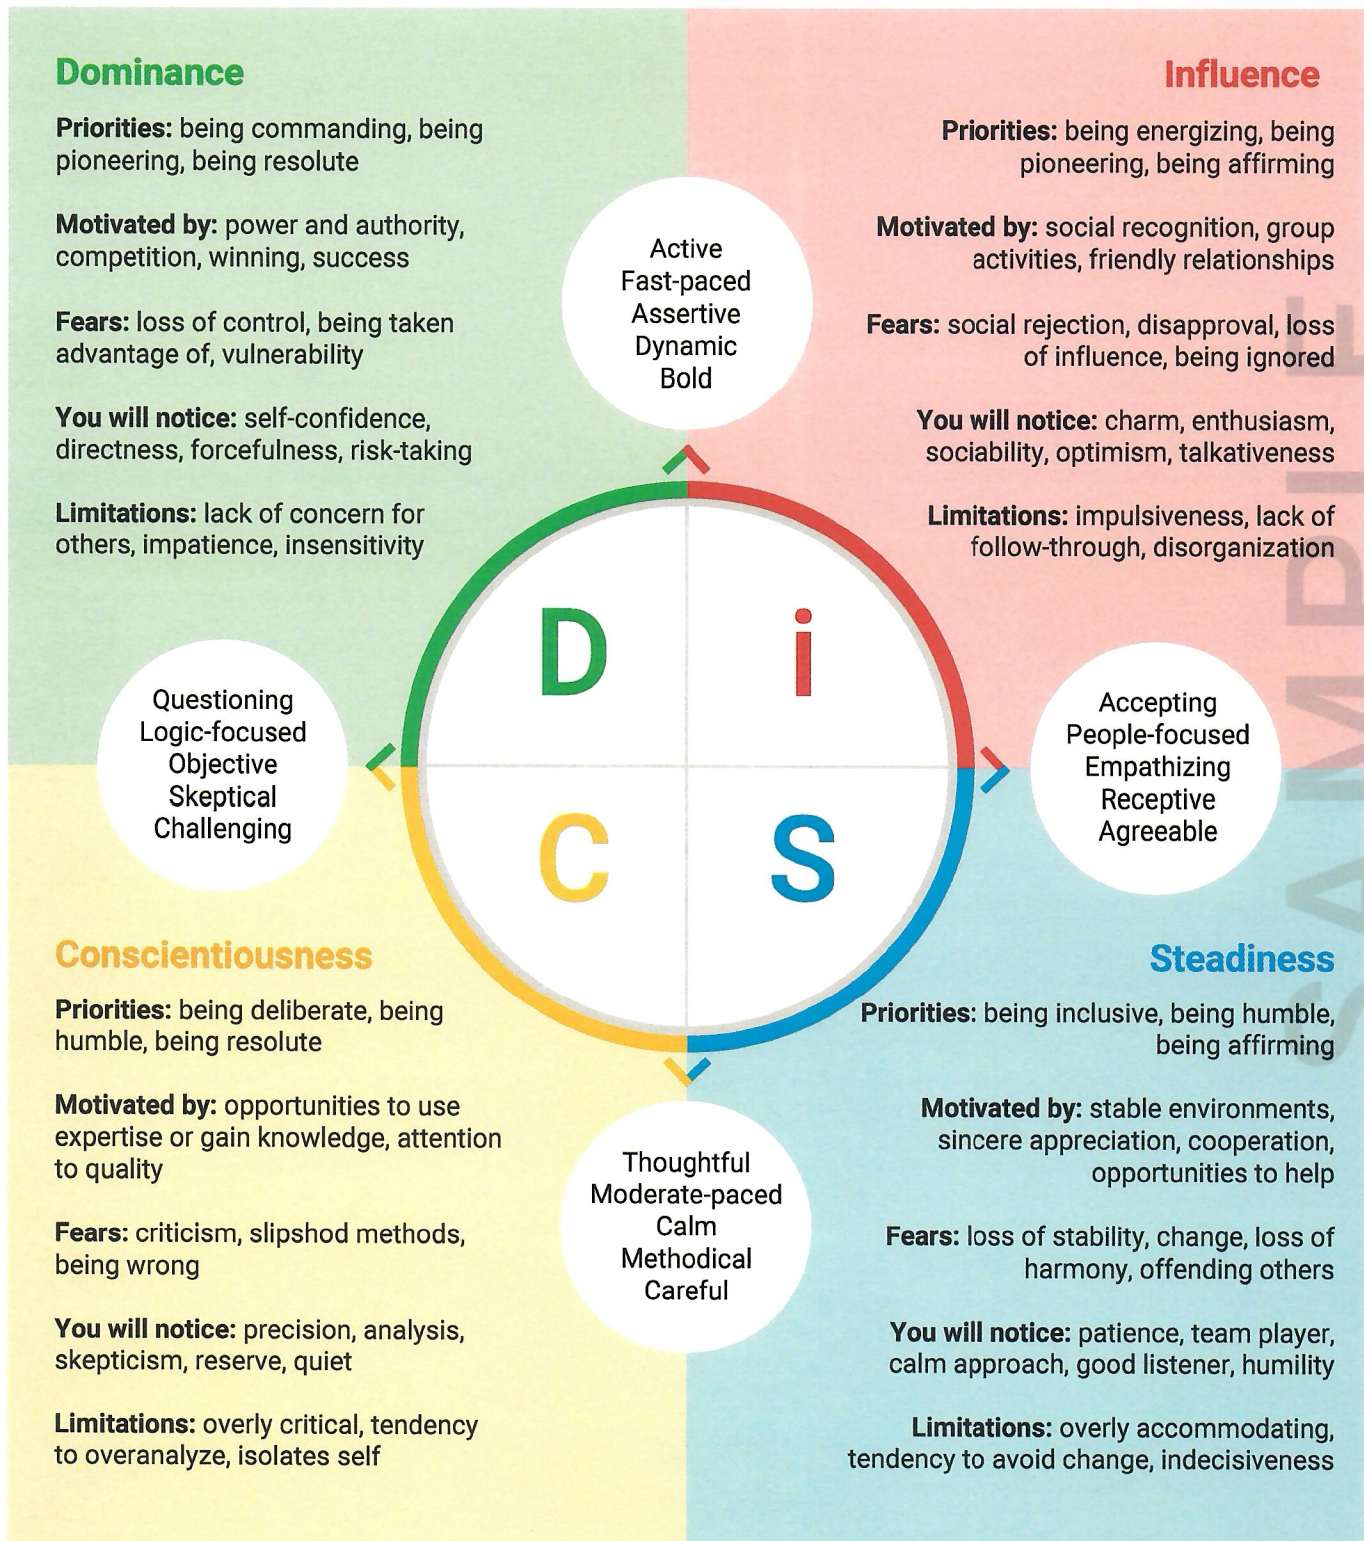 Dominance
Priorities: being commanding, being
pioneering, being resolute
Motivated by: power and authority,
competition, winning, success
Fears: loss of control, being taken
advantage of, vulnerability
You will notice: self-confidence,
directness, forcefulness, risk-taking
Limitations: lack of concern for
others, impatience, insensitivity
Influence
Priorities: being energizing, being
pioneering, being affirming
Motivated by: social recognition, group
activities, friendly relationships
Fears: social rejection, disapproval, loss
of influence, being ignored
You will notice: charm, enthusiasm,
sociability, optimism, talkativeness
Limitations: impulsiveness, lack of
follow-through, disorganization
Active
Fast-paced
Assertive
Dynamic
Bold
D
i
C
S
Questioning
Logic-focused
Objective
Skeptical
Challenging
Accepting
People-focused
Empathizing
Receptive
Agreeable
Conscientiousness
Priorities: being deliberate, being
humble, being resolute
Motivated by: opportunities to use
expertise or gain knowledge, attention
to quality
Fears: criticism, slipshod methods,
being wrong
You will notice: precision, analysis,
skepticism, reserve, quiet
Limitations: overly critical, tendency
to overanalyze, isolates self
Thoughtful
Moderate-paced
Calm
Methodical
Careful
Steadiness
Priorities: being inclusive, being humble,
being affirming
Motivated by: stable environments,
sincere appreciation, cooperation,
opportunities to help
Fears: loss of stability, change, loss of
harmony, offending others
You will notice: patience, team player,
calm approach, good listener, humility
Limitations: overly accommodating,
tendency to avoid change, indecisiveness
SAMPLE